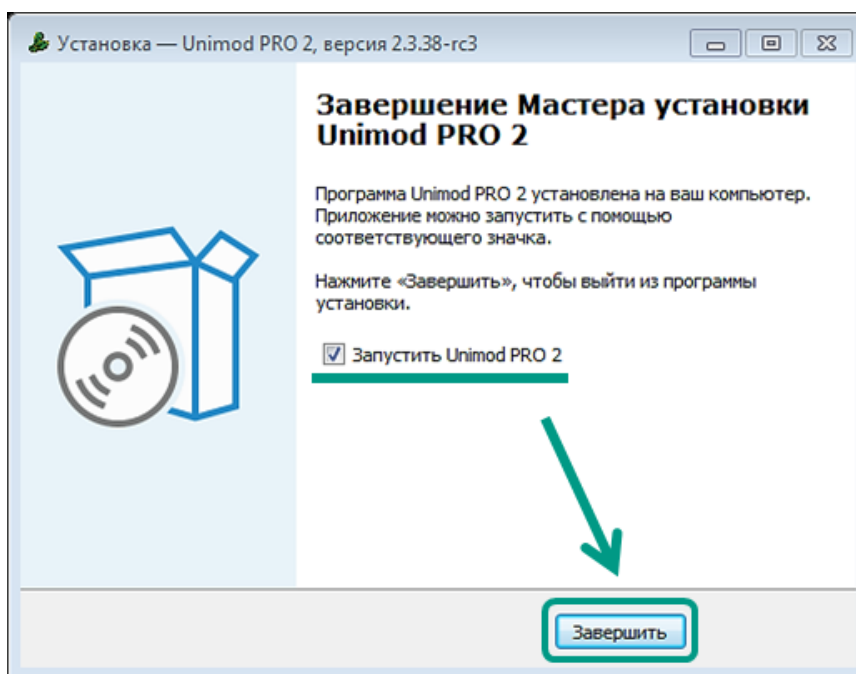 Установка — Unimod PRO 2, версия 2.3.38-rc3
Завершение Мастера установки
Unimod PRO 2
Программа Unimod PRO 2 установлена на ваш компьютер.
Приложение можно запустить с помощью
соответствующего значка.
Нажмите «Завершить», чтобы выйти из программы
установки.
Запустить Unimod PRO 2
Завершить